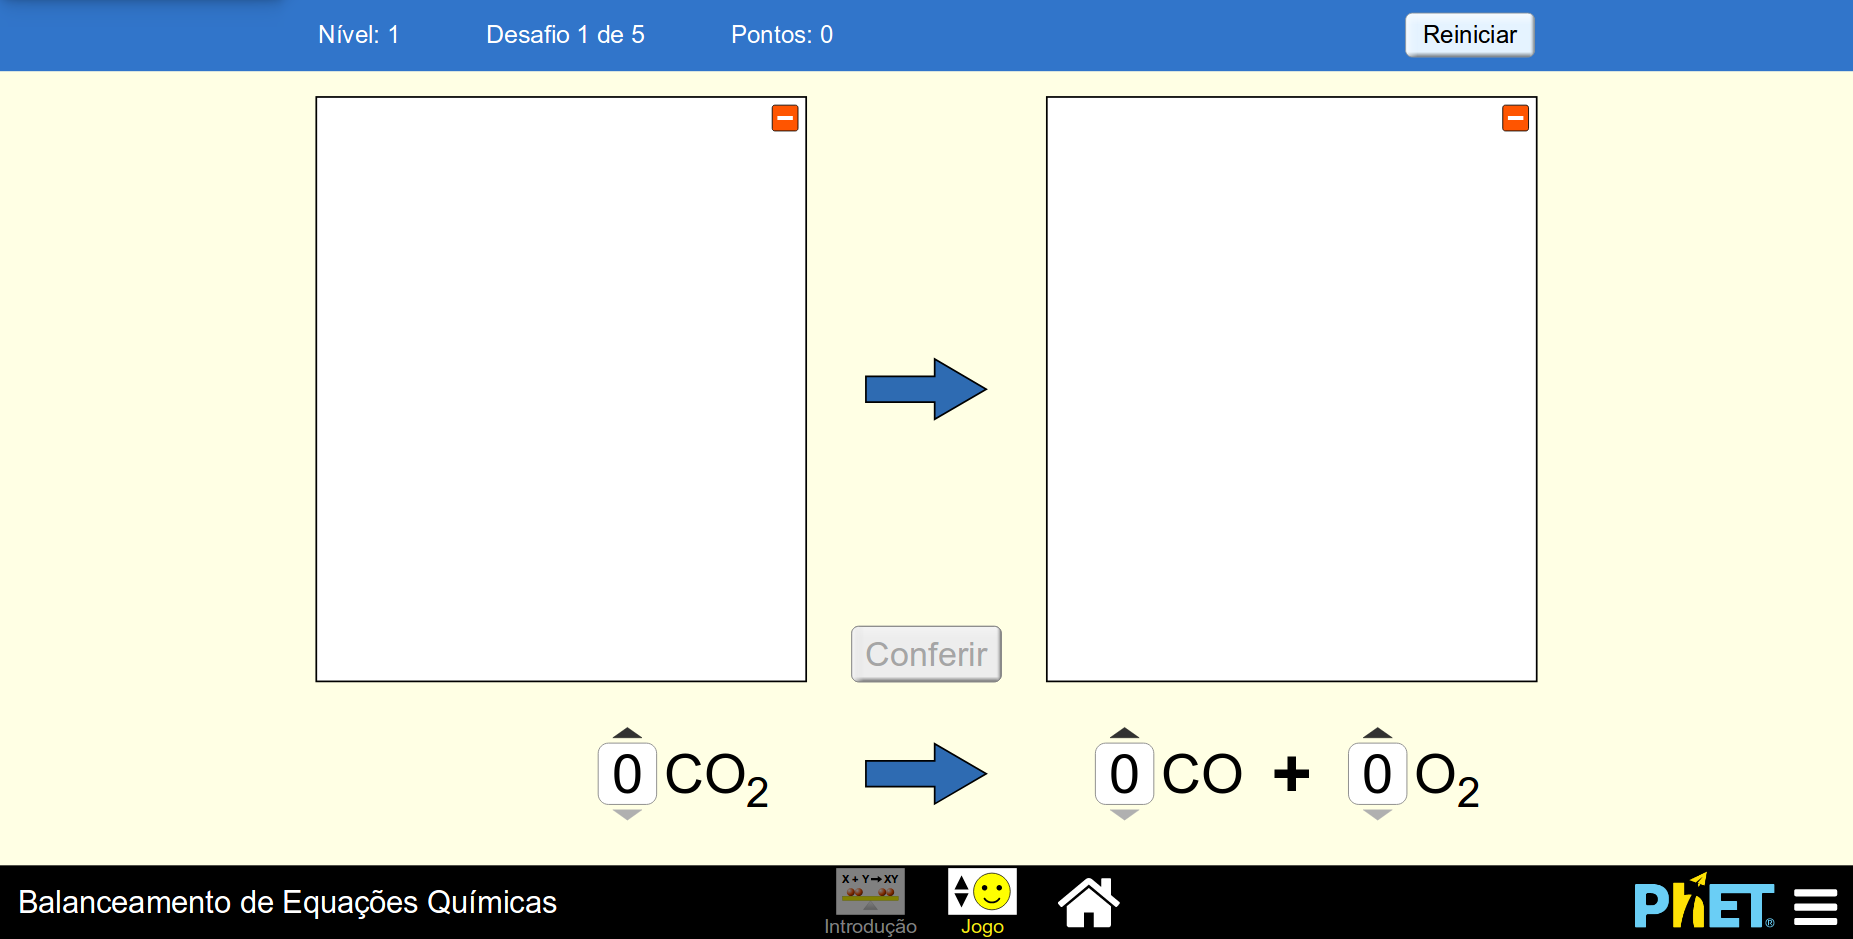 Nível: 1 Desafio 1 de 5 Pontos: 0 Reiniciar
Conferir
0 CO₂ 0 CO + 0 O₂
X + Y → XY
Balanceamento de Equações Químicas Introdução Jogo PhET®